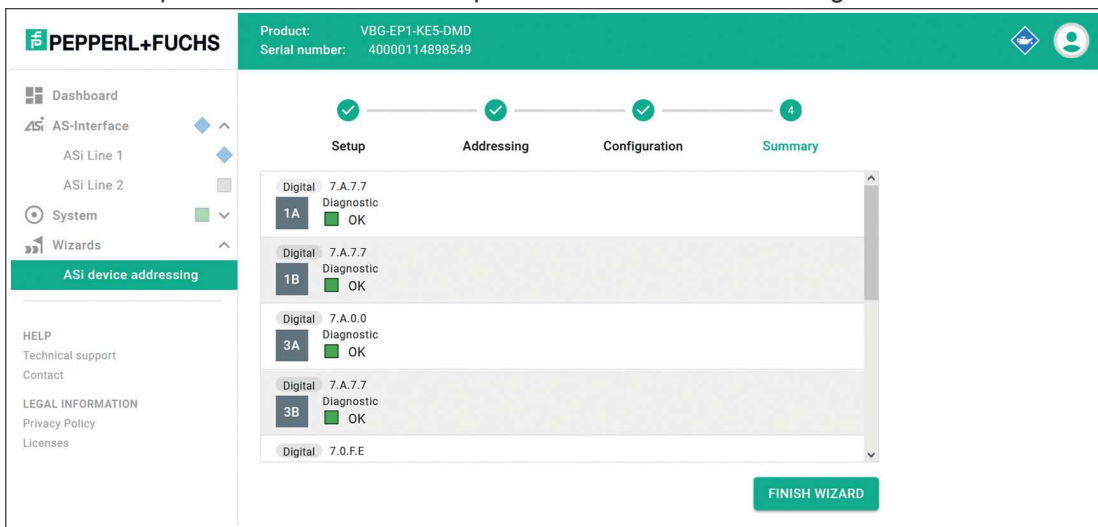 PEPPERL+FUCHS
Product: VBG-EP1-KE5-DMD
Serial number: 40000114898549
Dashboard
ASi AS-Interface
ASi Line 1
ASi Line 2
System
Wizards
ASi device addressing
HELP
Technical support
Contact
LEGAL INFORMATION
Privacy Policy
Licenses
Setup
Addressing
Configuration
4
Summary
Digital 7.A.7.7
1A
Diagnostic
OK
Digital 7.A.7.7
1B
Diagnostic
OK
Digital 7.A.0.0
3A
Diagnostic
OK
Digital 7.A.7.7
3B
Diagnostic
OK
Digital 7.0.F.E
FINISH WIZARD